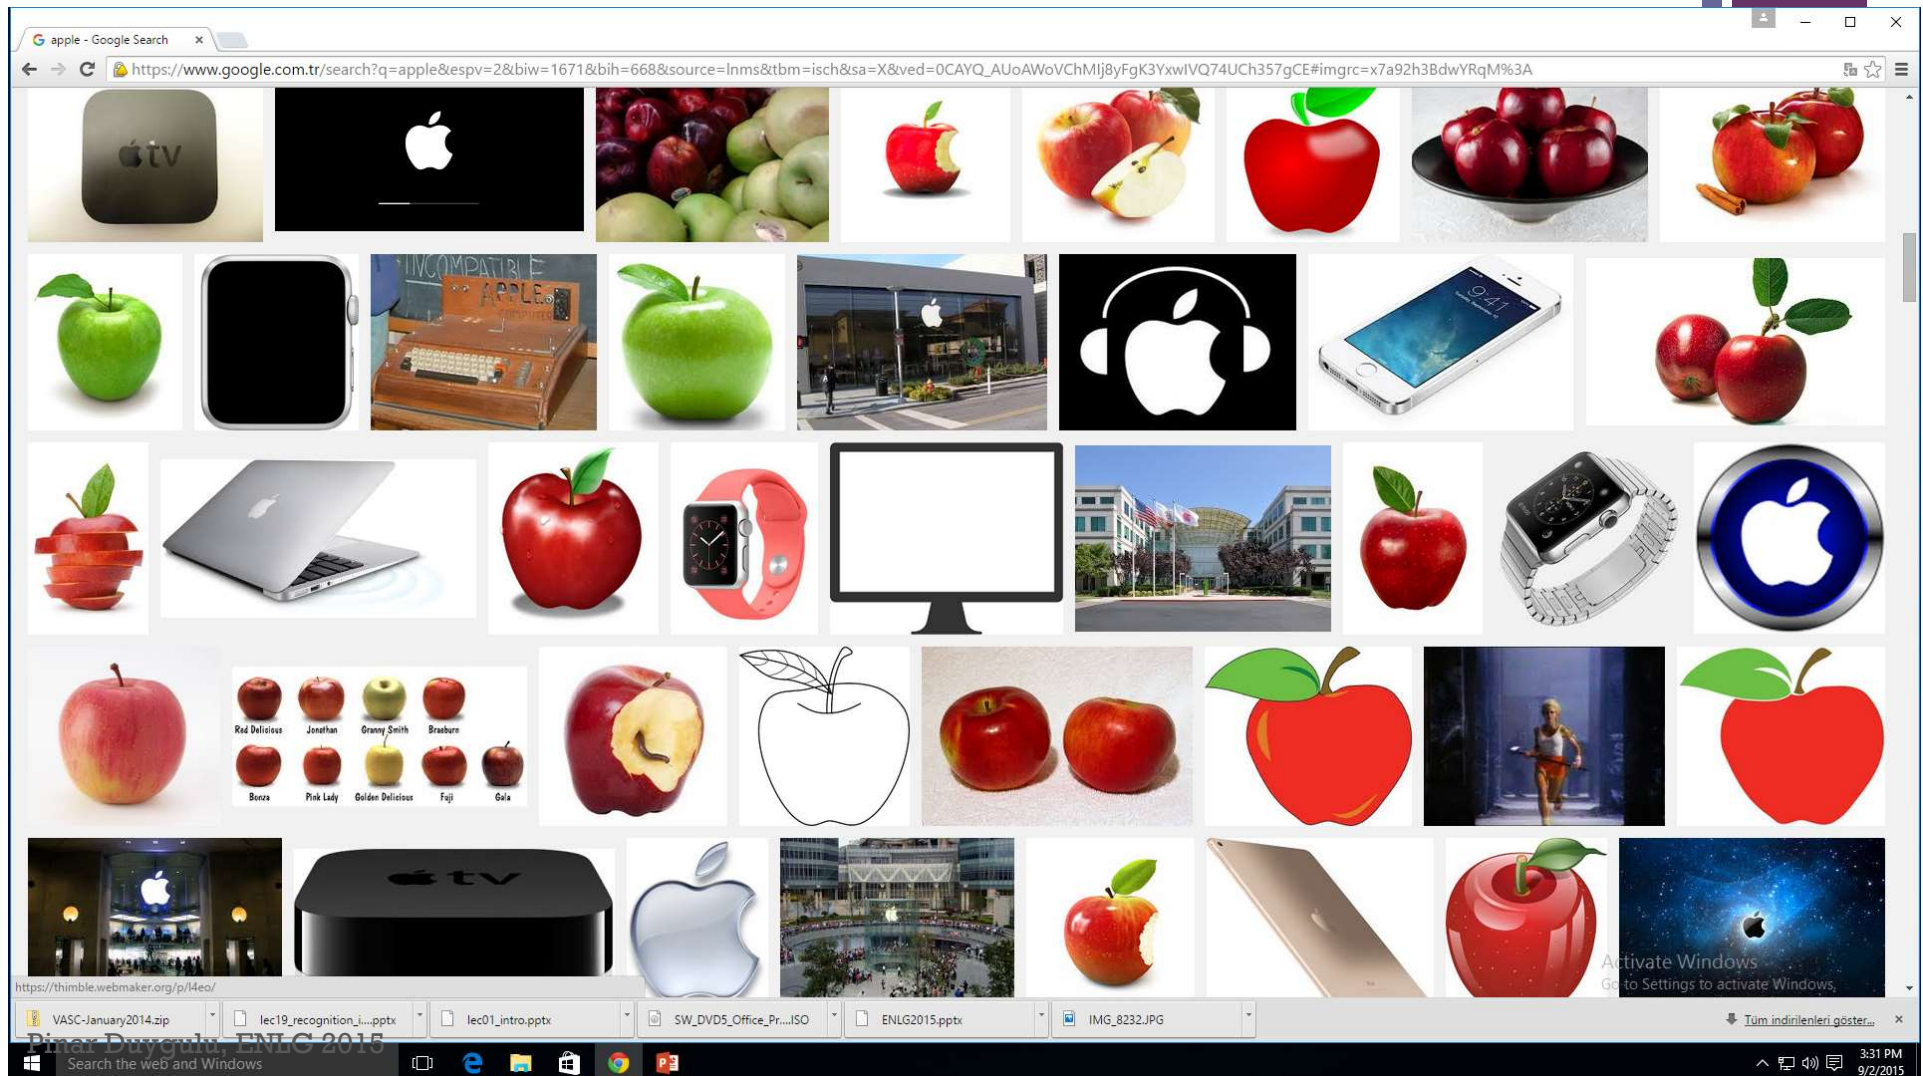 apple - Google Search
https://www.google.com.tr/search?q=apple&espv=2&biw=1671&bih=668&source=lnms&tbm=isch&sa=X&ved=0CAYQ_AUoAWoVChMIj8yFgK3YxwIVQ74UCh357gCE#imgrc=x7a92h3BdwYRqM%3A
tv
INCOMPATIBLE
APPLE
COMPUTER
9:41
Red Delicious Jonathan Granny Smith Braeburn
Bonza Pink Lady Golden Delicious Fuji Gala
tv
Activate Windows
Go to Settings to activate Windows.
https://thimble.webmaker.org/p/l4eo/
VASC-January2014.zip lec19_recognition_i....pptx lec01_intro.pptx SW_DVD5_Office_Pr....ISO ENLG2015.pptx IMG_8232.JPG Tüm indirilenleri göster...
Pinar Duygulu, ENLG 2015
Search the web and Windows
3:31 PM
9/2/2015